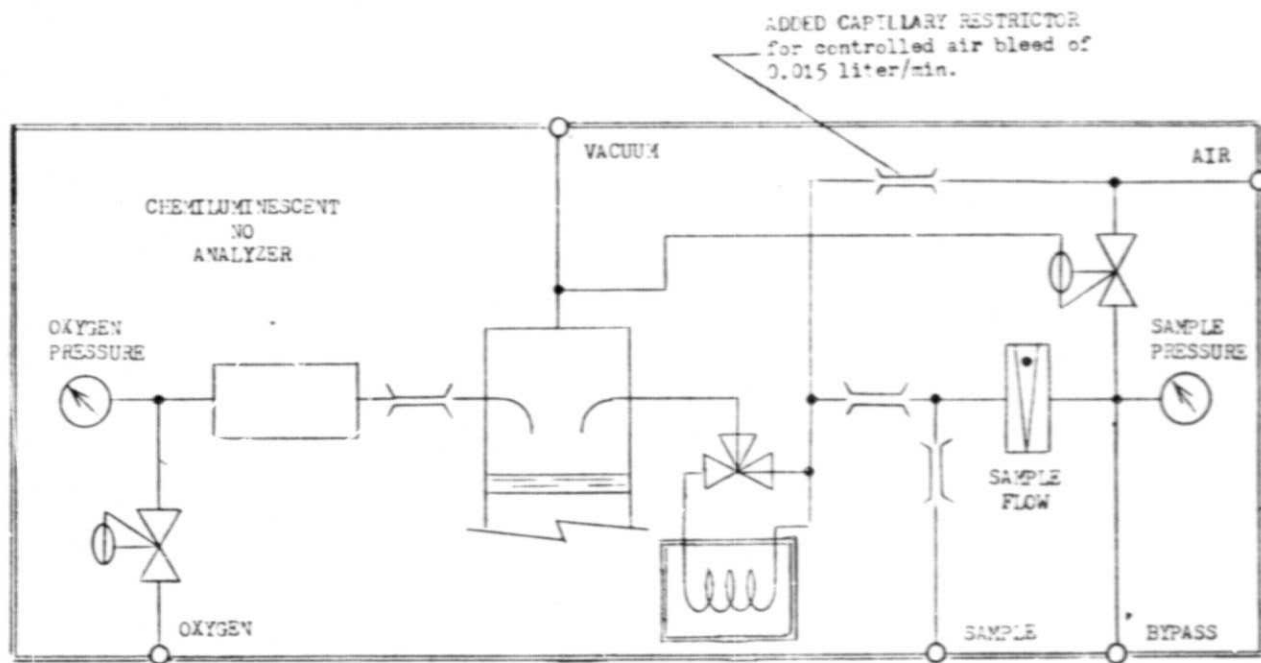 ADDED CAPILLARY RESTRICTOR
for controlled air bleed of
0.015 liter/min.
VACUUM
AIR
CHEMILUMINESCENT
NO
ANALYZER
OXYGEN
PRESSURE
SAMPLE
PRESSURE
SAMPLE
FLOW
OXYGEN
SAMPLE
BYPASS